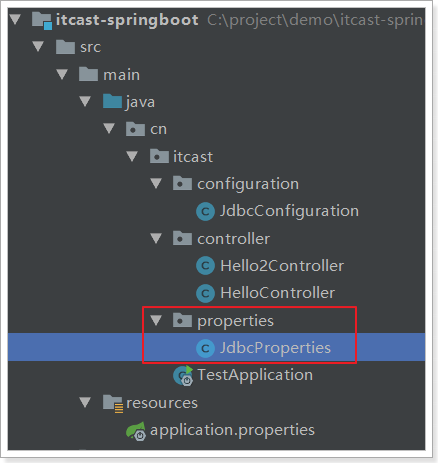 itcast-springboot C:\project\demo\itcast-sprin
src
main
java
cn
itcast
configuration
JdbcConfiguration
controller
Hello2Controller
HelloController
properties
JdbcProperties
TestApplication
resources
application.properties